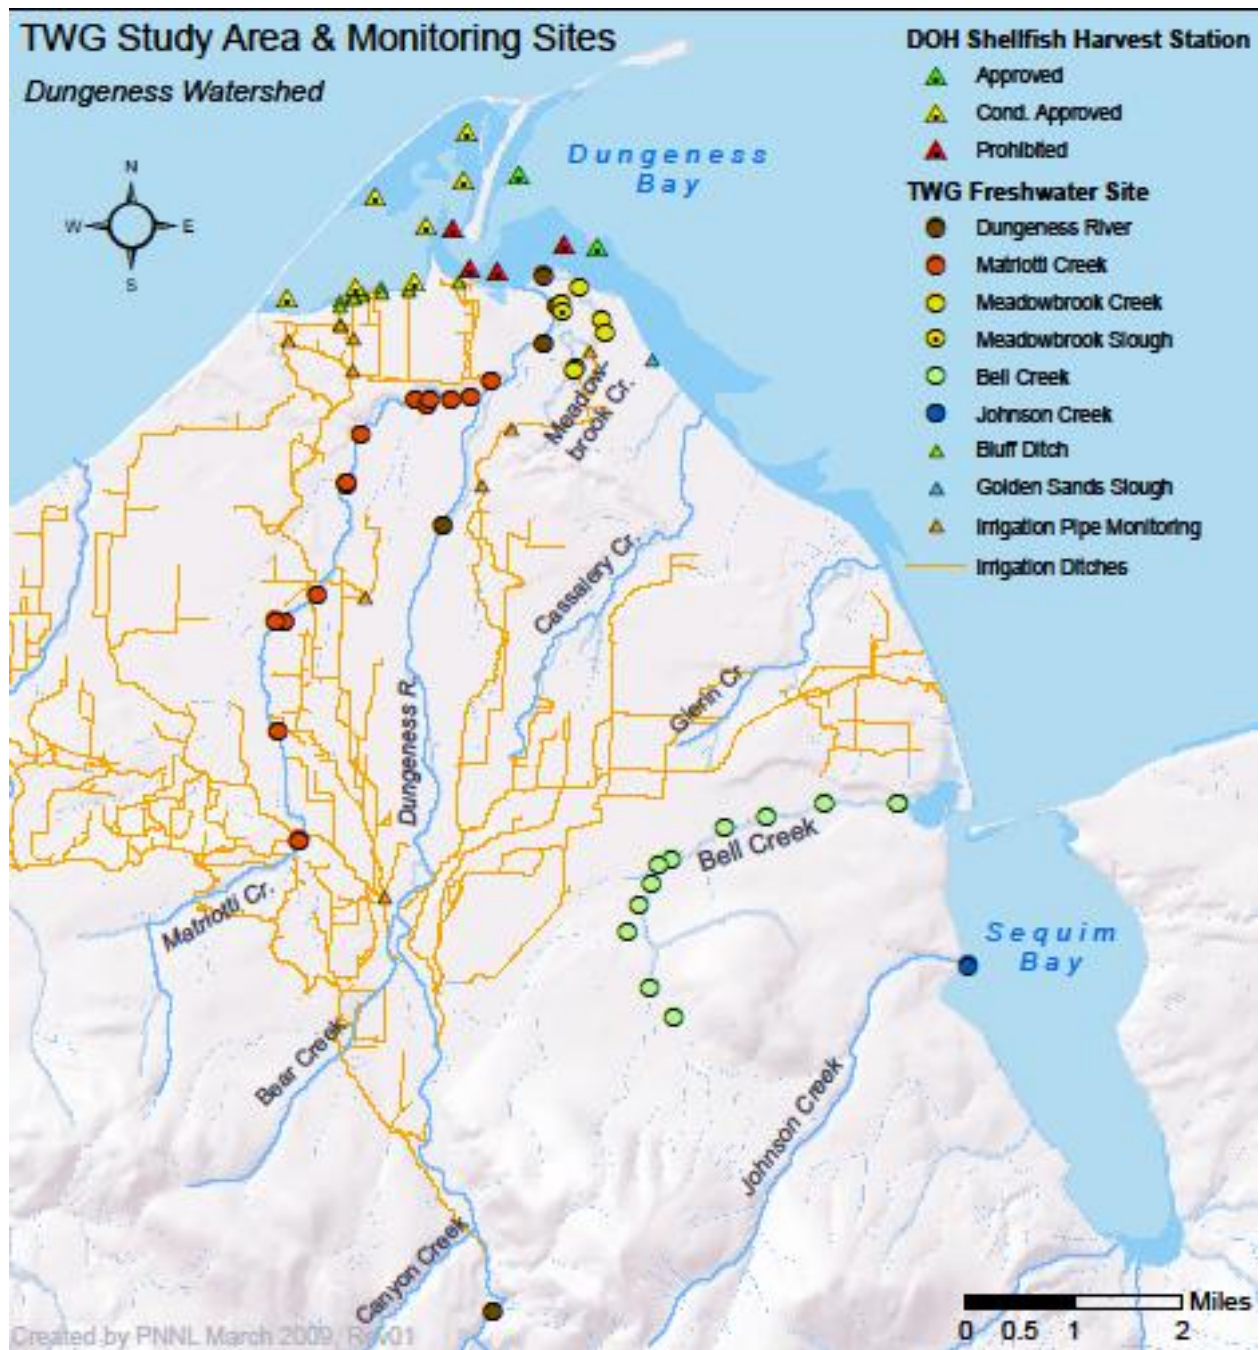 TWG Study Area & Monitoring Sites
Dungeness Watershed
N
W
E
S
Dungeness
Bay
DOH Shellfish Harvest Station
Approved
Cond. Approved
Prohibited
TWG Freshwater Site
Dungeness River
Matriotti Creek
Meadowbrook Creek
Meadowbrook Slough
Bell Creek
Johnson Creek
Bluff Ditch
Golden Sands Slough
Irrigation Pipe Monitoring
Irrigation Ditches
Meadow-
brook Cr.
Cassalery Cr.
Gierin Cr
Dungeness R.
Bell Creek
Matriotti Cr.
Sequim
Bay
Bear Creek
Johnson Creek
Canyon Creek
Miles
0 0.5 1 2
Created by PNNL March 2009, Rev01